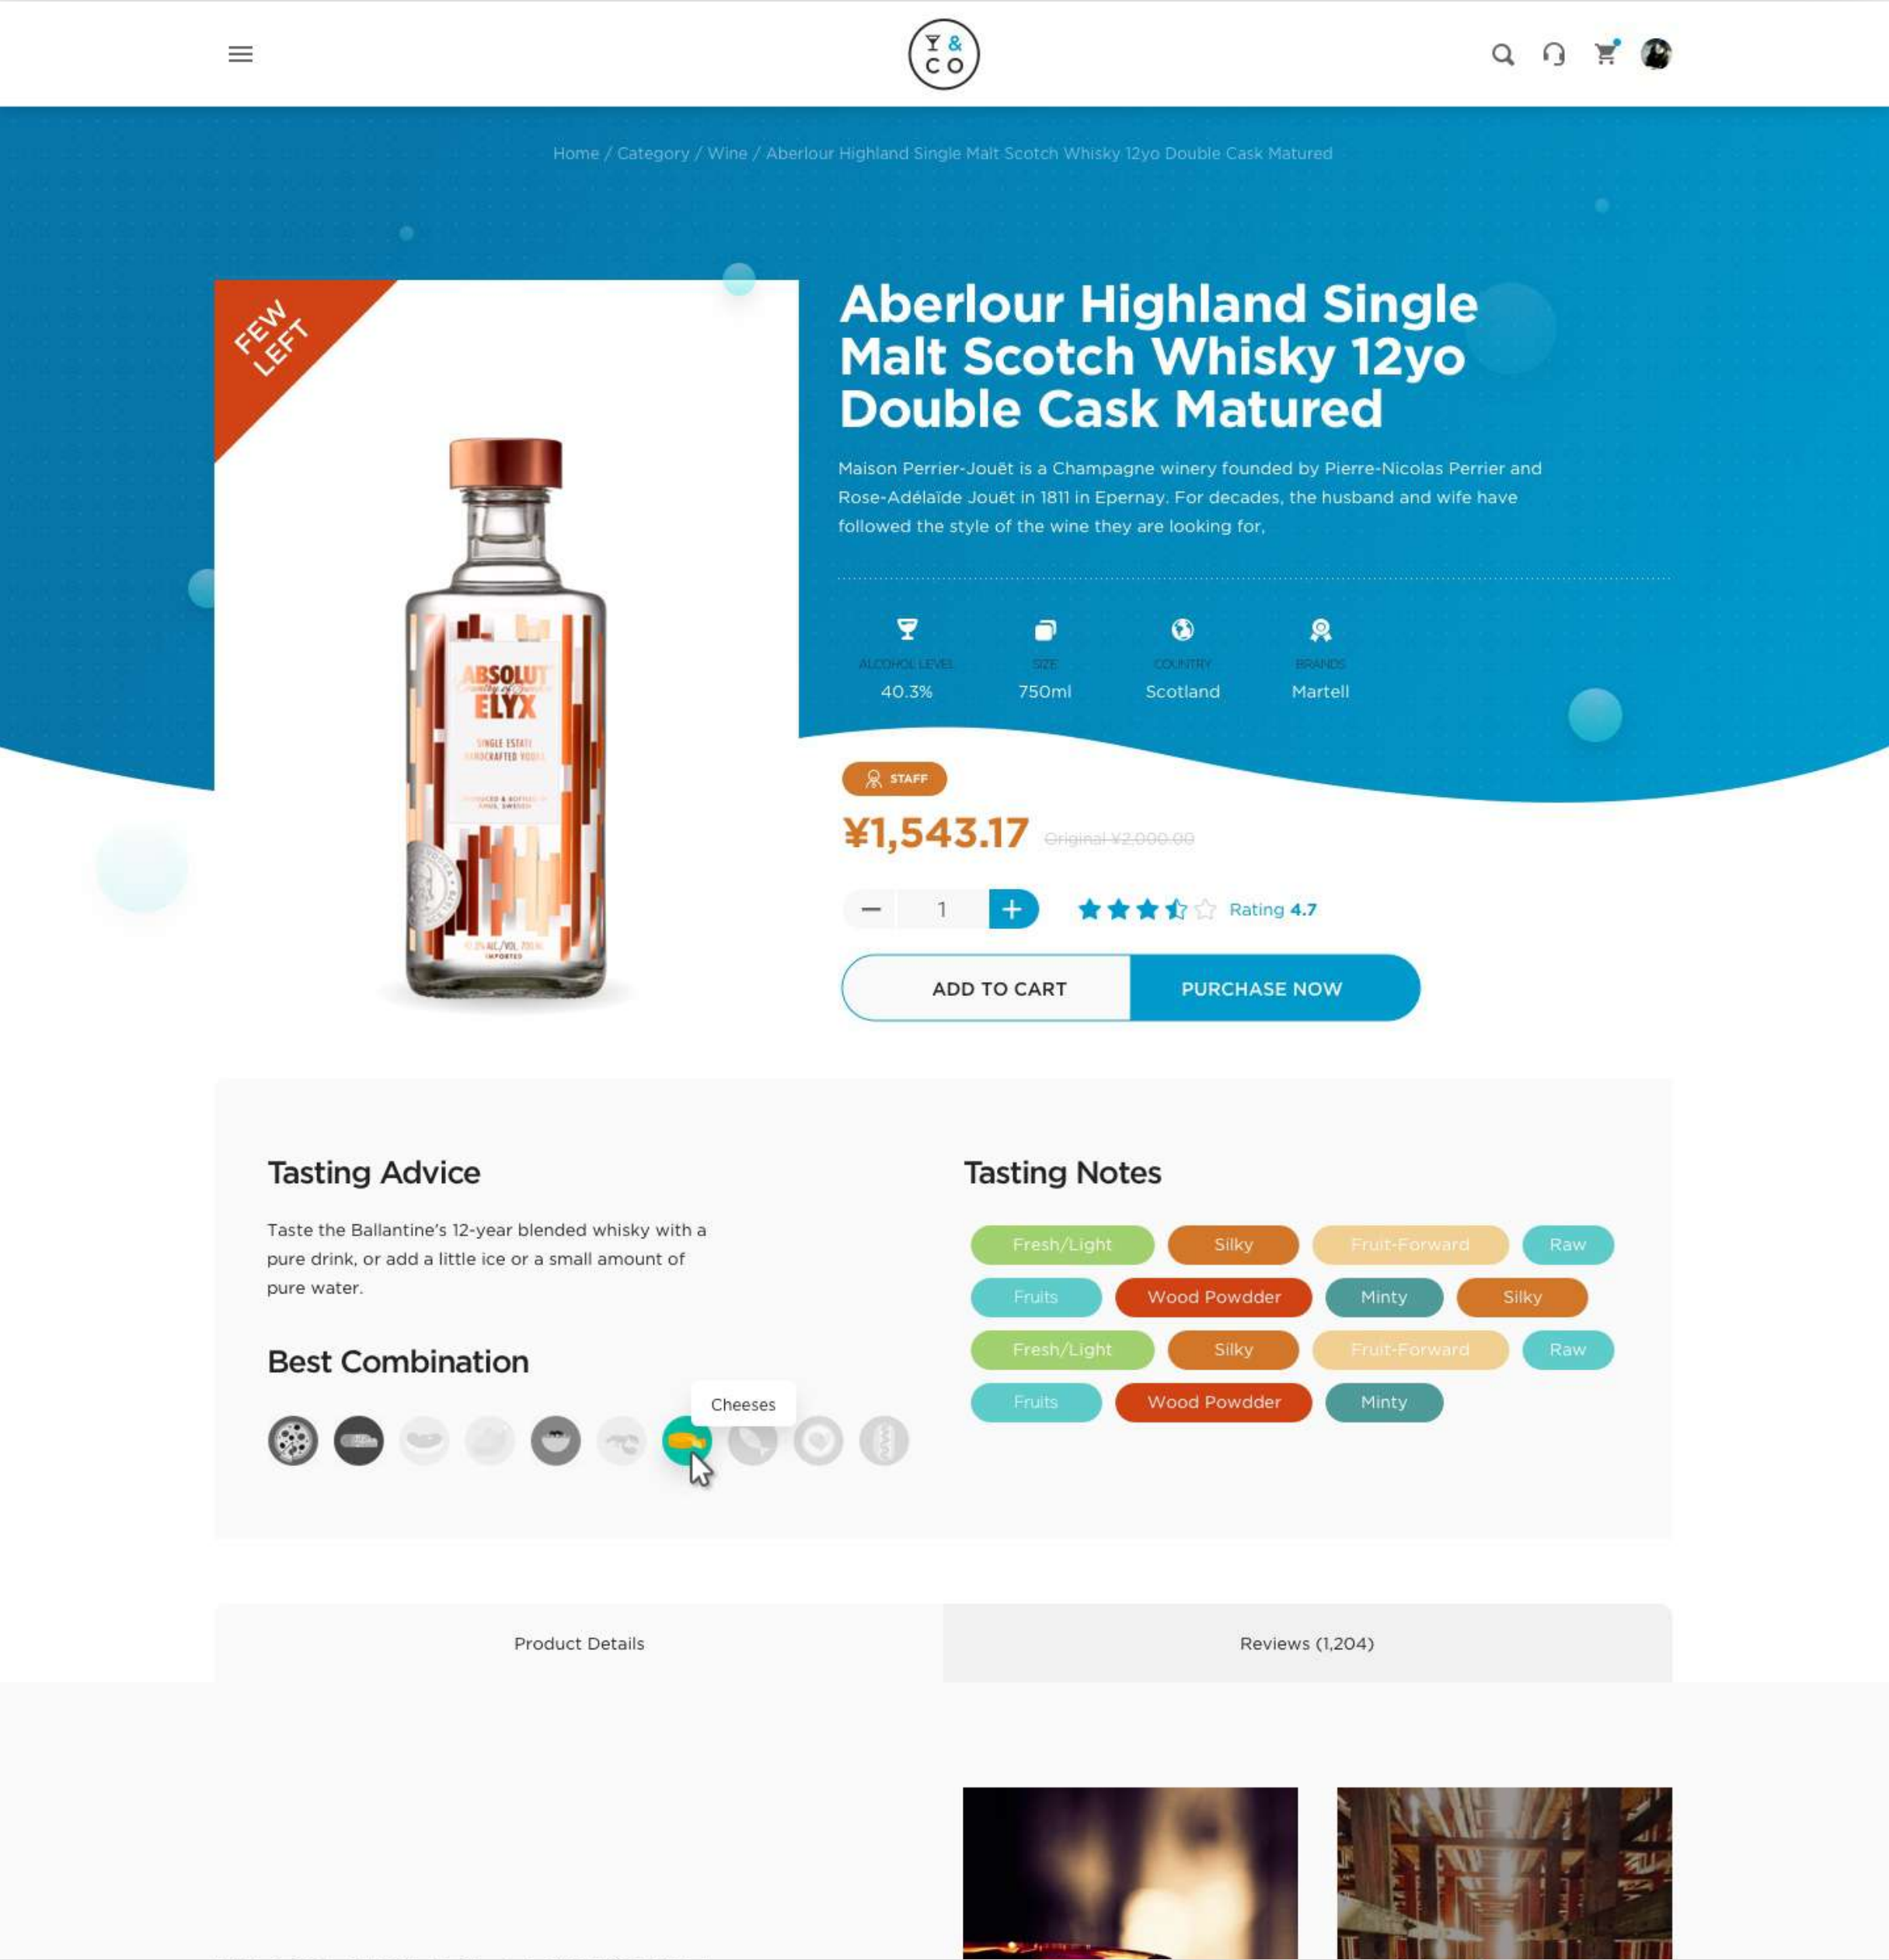 Y &
CO
Home / Category / Wine / Aberlour Highland Single Malt Scotch Whisky 12yo Double Cask Matured
FEW
LEFT
Aberlour Highland Single
Malt Scotch Whisky 12yo
Double Cask Matured
Maison Perrier-Jouët is a Champagne winery founded by Pierre-Nicolas Perrier and
Rose-Adélaïde Jouët in 1811 in Epernay. For decades, the husband and wife have
followed the style of the wine they are looking for,
ALCOHOL LEVEL
SIZE
COUNTRY
BRANDS
40.3%
750ml
Scotland
Martell
ABSOLUT
Country of Sweden
ELYX
SINGLE ESTATE
HANDCRAFTED VODKA
IMPORTED
STAFF
¥1,543.17 Original ¥2,000.00
1
Rating 4.7
ADD TO CART
PURCHASE NOW
Tasting Advice
Taste the Ballantine's 12-year blended whisky with a
pure drink, or add a little ice or a small amount of
pure water.
Best Combination
Cheeses
Tasting Notes
Fresh/Light Silky Fruit-Forward Raw
Fruits Wood Powdder Minty Silky
Fresh/Light Silky Fruit-Forward Raw
Fruits Wood Powdder Minty
Product Details
Reviews (1,204)